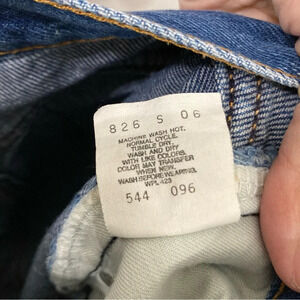 826 S 06
MACHINE WASH HOT.
NORMAL CYCLE.
TUMBLE DRY.
WASH AND DRY
WITH LIKE COLORS.
COLOR MAY TRANSFER
WHEN NEW.
WASH BEFORE WEARING.
WPL 423
544 096